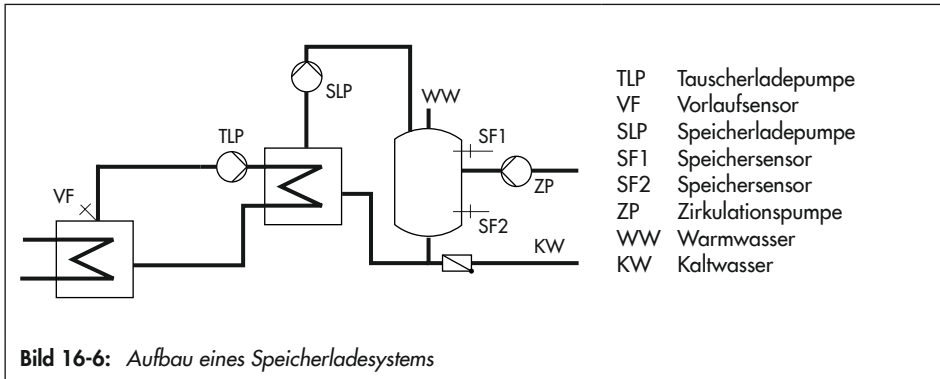 SLP
WW
TLP
SF1
VF
ZP
SF2
KW
TLP Tauscherladepumpe
VF Vorlaufsensor
SLP Speicherladepumpe
SF1 Speichersensor
SF2 Speichersensor
ZP Zirkulationspumpe
WW Warmwasser
KW Kaltwasser
Bild 16-6: Aufbau eines Speicherladesystems